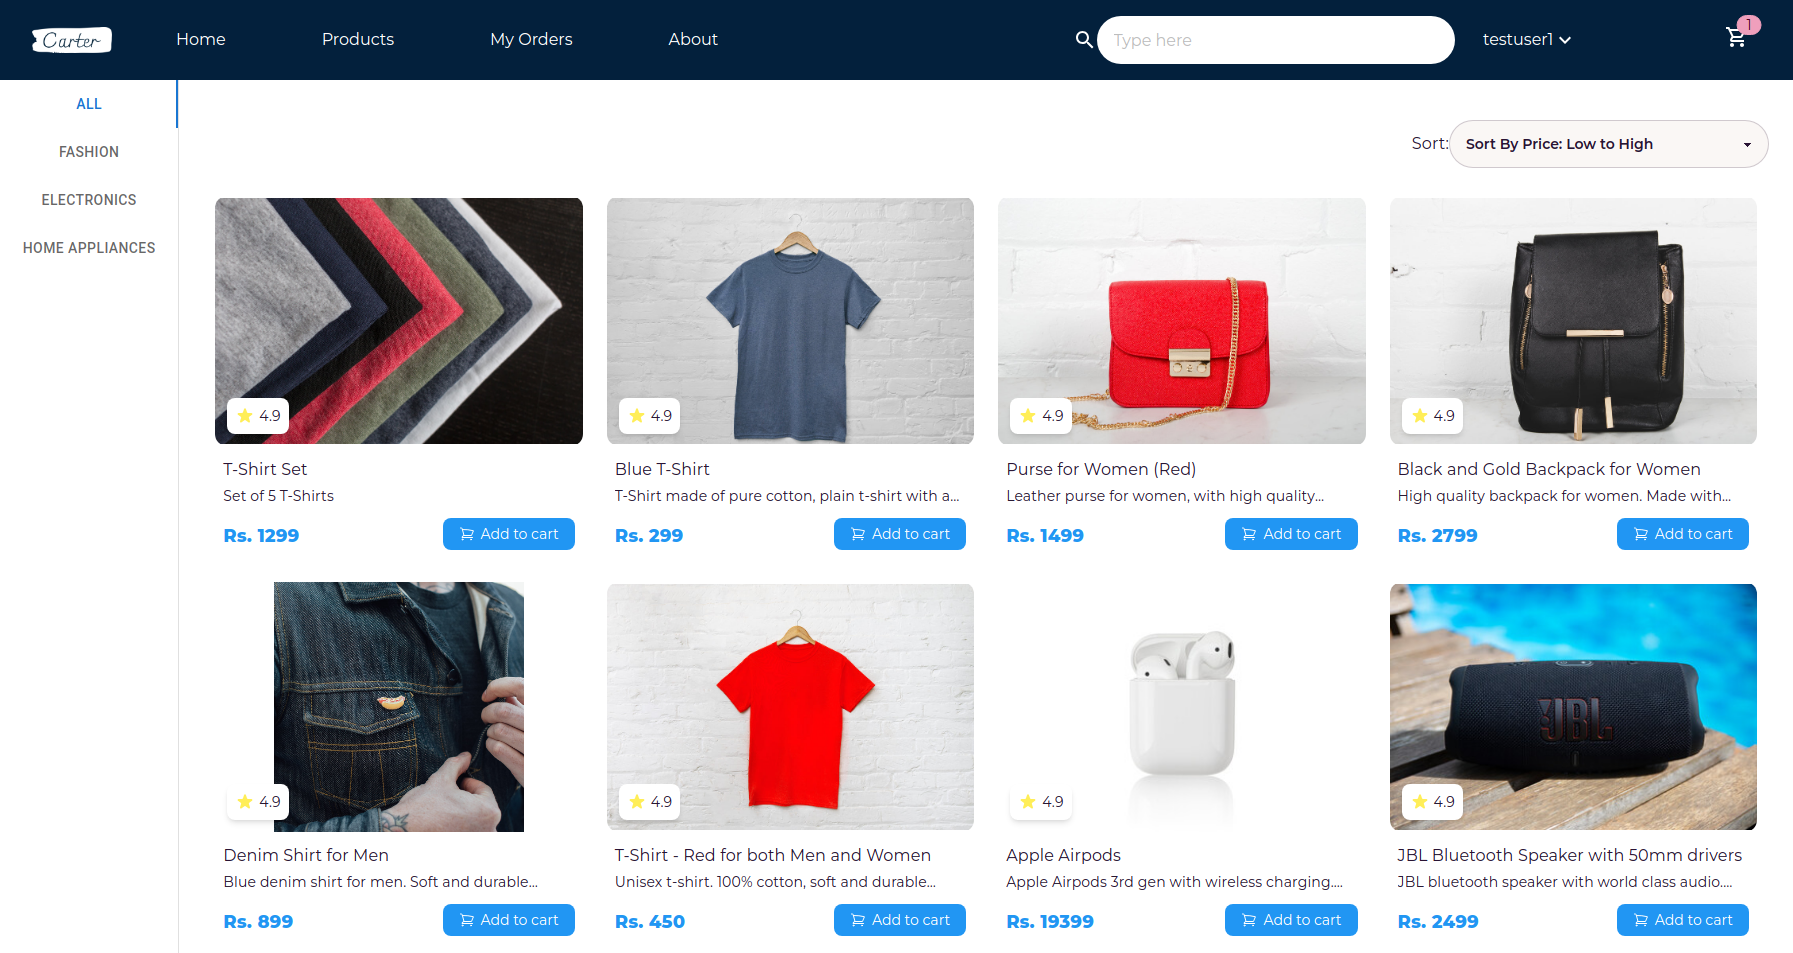 Carter
Home
Products
My Orders
About
Type here
testuser1
1
ALL
FASHION
ELECTRONICS
HOME APPLIANCES
Sort:
Sort By Price: Low to High
4.9
4.9
4.9
4.9
T-Shirt Set
Set of 5 T-Shirts
Rs. 1299
Add to cart
Blue T-Shirt
T-Shirt made of pure cotton, plain t-shirt with a...
Rs. 299
Add to cart
Purse for Women (Red)
Leather purse for women, with high quality...
Rs. 1499
Add to cart
Black and Gold Backpack for Women
High quality backpack for women. Made with...
Rs. 2799
Add to cart
4.9
4.9
4.9
JBL
4.9
Denim Shirt for Men
Blue denim shirt for men. Soft and durable...
Rs. 899
Add to cart
T-Shirt - Red for both Men and Women
Unisex t-shirt. 100% cotton, soft and durable...
Rs. 450
Add to cart
Apple Airpods
Apple Airpods 3rd gen with wireless charging....
Rs. 19399
Add to cart
JBL Bluetooth Speaker with 50mm drivers
JBL bluetooth speaker with world class audio....
Rs. 2499
Add to cart